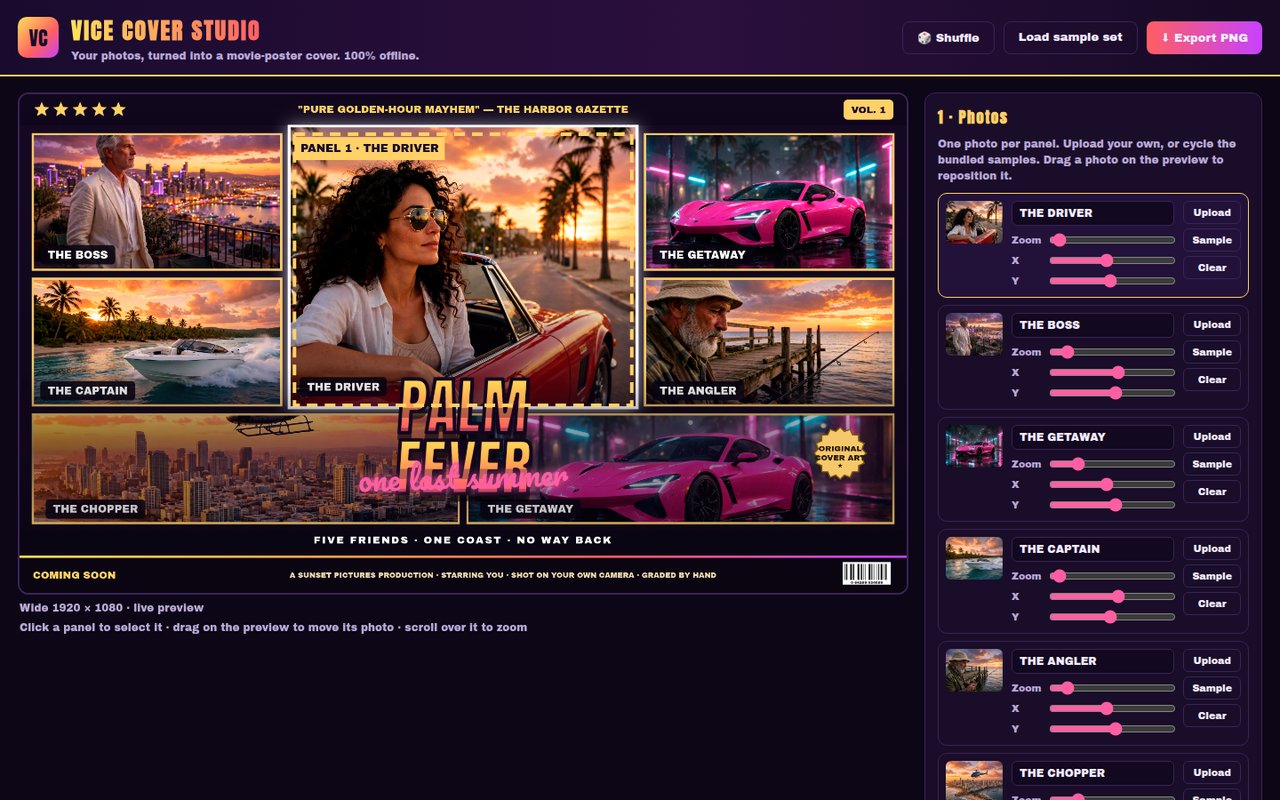 VC
VICE COVER STUDIO
Your photos, turned into a movie-poster cover. 100% offline.
🎲 Shuffle
Load sample set
⬇ Export PNG
"PURE GOLDEN-HOUR MAYHEM" — THE HARBOR GAZETTE
VOL. 1
PANEL 1 · THE DRIVER
THE BOSS
THE GETAWAY
THE CAPTAIN
THE DRIVER
THE ANGLER
PALM
FEVER
one last summer
ORIGINAL
COVER ART
★
THE CHOPPER
THE GETAWAY
FIVE FRIENDS · ONE COAST · NO WAY BACK
COMING SOON
A SUNSET PICTURES PRODUCTION · STARRING YOU · SHOT ON YOUR OWN CAMERA · GRADED BY HAND
Wide 1920 × 1080 · live preview
Click a panel to select it · drag on the preview to move its photo · scroll over it to zoom
1 · Photos
One photo per panel. Upload your own, or cycle the
bundled samples. Drag a photo on the preview to
reposition it.
THE DRIVER
Upload
Zoom
Sample
X
Clear
Y
THE BOSS
Upload
Zoom
Sample
X
Clear
Y
THE GETAWAY
Upload
Zoom
Sample
X
Clear
Y
THE CAPTAIN
Upload
Zoom
Sample
X
Clear
Y
THE ANGLER
Upload
Zoom
Sample
X
Clear
Y
THE CHOPPER
Upload
Zoom
Sample